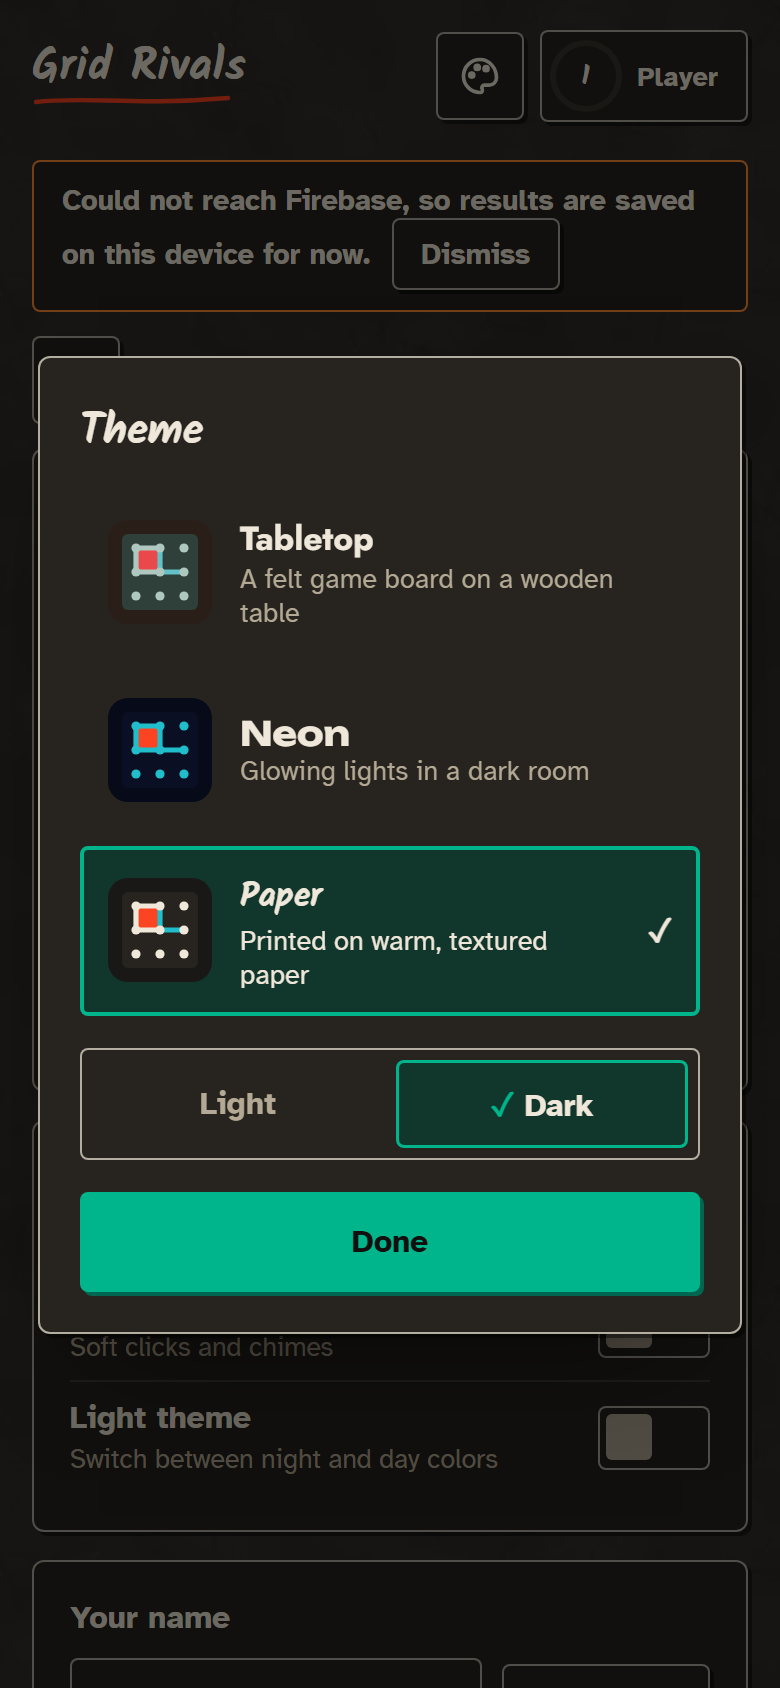 Grid Rivals
Player
Could not reach Firebase, so results are saved
on this device for now. Dismiss
Theme
Tabletop
A felt game board on a wooden
table
Neon
Glowing lights in a dark room
Paper
Printed on warm, textured
paper
Light
✓ Dark
Done
Soft clicks and chimes
Light theme
Switch between night and day colors
Your name